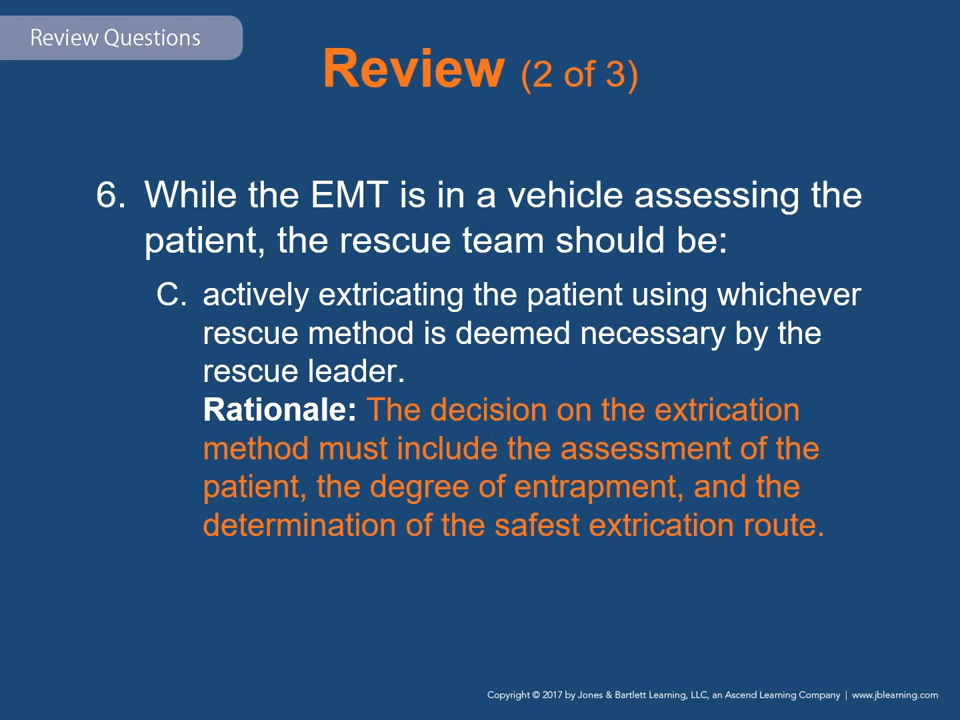 Review Questions
Review (2 of 3)
6. While the EMT is in a vehicle assessing the
patient, the rescue team should be:
C. actively extricating the patient using whichever
rescue method is deemed necessary by the
rescue leader.
Rationale: The decision on the extrication
method must include the assessment of the
patient, the degree of entrapment, and the
determination of the safest extrication route.
Copyright © 2017 by Jones & Bartlett Learning, LLC, an Ascend Learning Company | www.jblearning.com